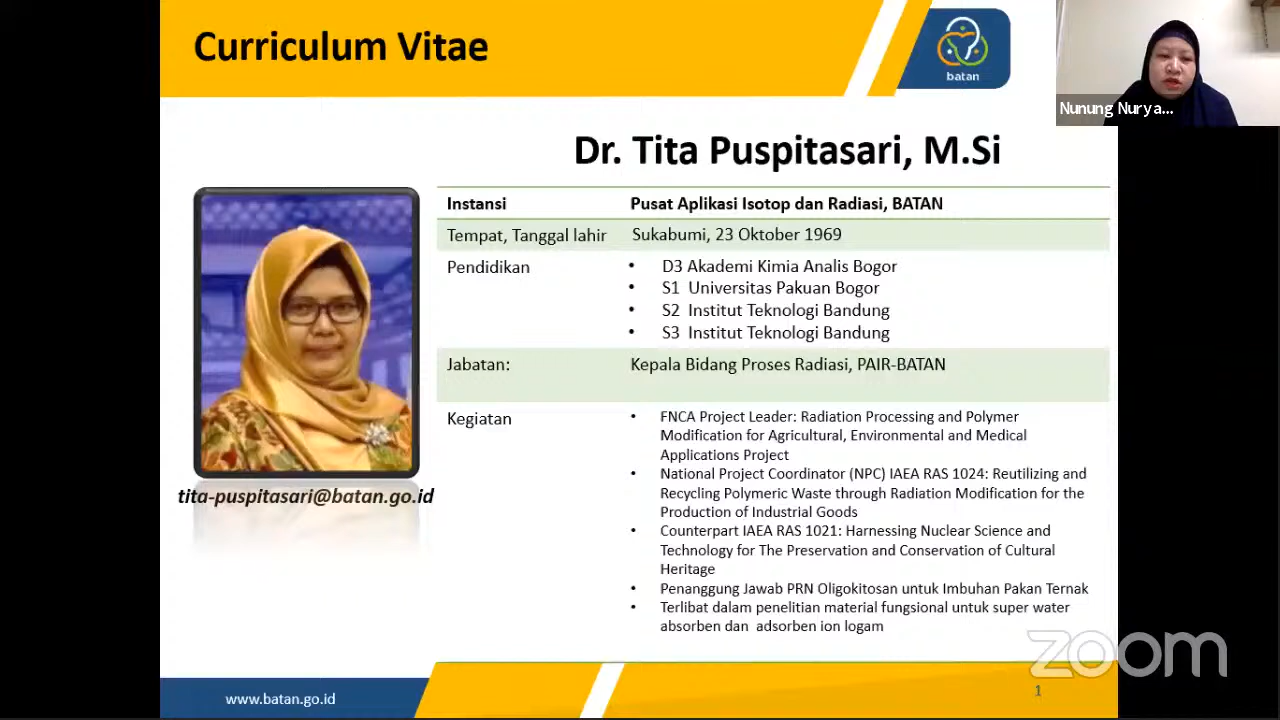 Curriculum Vitae
batan
Nunung Nurya...
Dr. Tita Puspitasari, M.Si
Instansi Pusat Aplikasi Isotop dan Radiasi, BATAN
Tempat, Tanggal lahir Sukabumi, 23 Oktober 1969
Pendidikan • D3 Akademi Kimia Analis Bogor
• S1 Universitas Pakuan Bogor
• S2 Institut Teknologi Bandung
• S3 Institut Teknologi Bandung
Jabatan: Kepala Bidang Proses Radiasi, PAIR-BATAN
Kegiatan • FNCA Project Leader: Radiation Processing and Polymer
Modification for Agricultural, Environmental and Medical
Applications Project
• National Project Coordinator (NPC) IAEA RAS 1024: Reutilizing and
Recycling Polymeric Waste through Radiation Modification for the
Production of Industrial Goods
• Counterpart IAEA RAS 1021: Harnessing Nuclear Science and
Technology for The Preservation and Conservation of Cultural
Heritage
• Penanggung Jawab PRN Oligokitosan untuk Imbuhan Pakan Ternak
• Terlibat dalam penelitian material fungsional untuk super water
absorben dan adsorben ion logam
tita-puspitasari@batan.go.id
zoom
www.batan.go.id
1